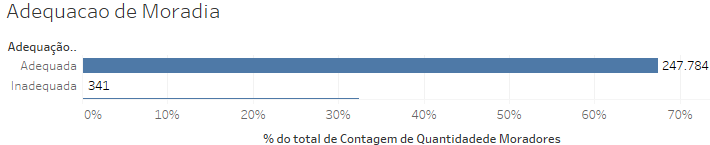 Adequacao de Moradia
Adequação..
Adequada 247.784
Inadequada 341
0% 10% 20% 30% 40% 50% 60% 70%
% do total de Contagem de Quantidadede Moradores